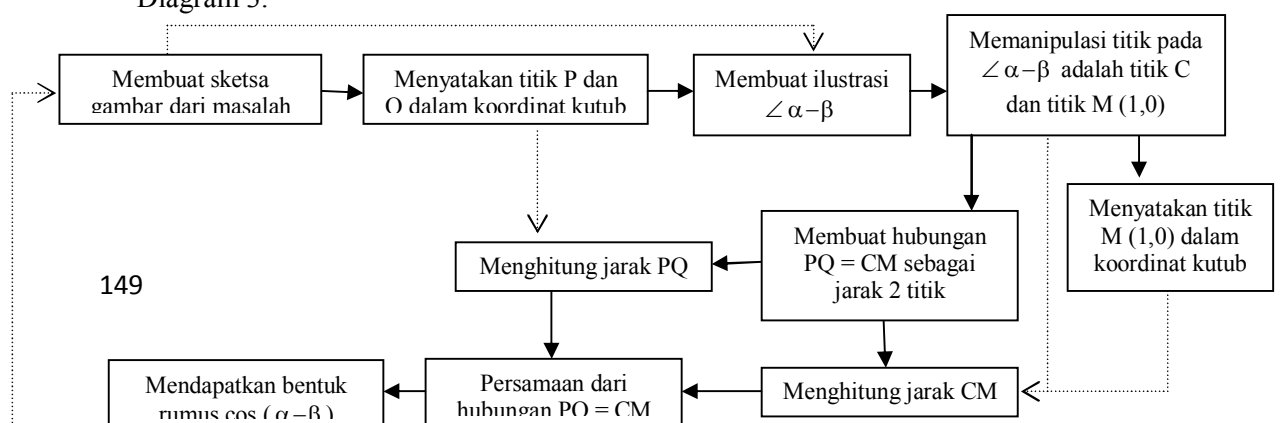 Diagram 3.
Membuat sketsa
gambar dari masalah
Menyatakan titik P dan
Q dalam koordinat kutub
Membuat ilustrasi
∠ α−β
Memanipulasi titik pada
∠ α−β adalah titik C
dan titik M (1,0)
Menyatakan titik
M (1,0) dalam
koordinat kutub
Membuat hubungan
PQ = CM sebagai
jarak 2 titik
Menghitung jarak PQ
149
Mendapatkan bentuk
rumus cos ( α−β )
Persamaan dari
hubungan PQ = CM
Menghitung jarak CM